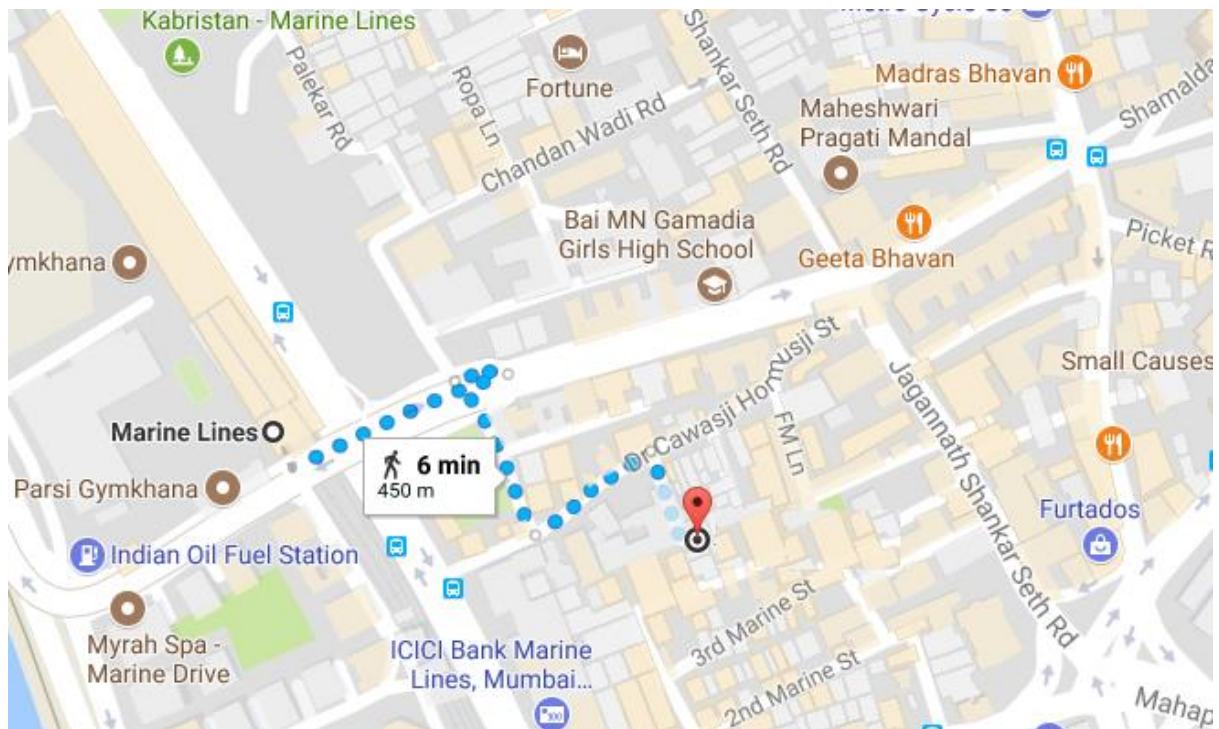 Kabristan - Marine Lines
Palekar Rd
Ropa Ln
Fortune
Chandan Wadi Rd
Shankar Seth Rd
Madras Bhavan
Maheshwari
Pragati Mandal
Shamalda
Bai MN Gamadia
Girls High School
Geeta Bhavan
Picket R
ymkhana
Small Causes
Marine Lines
6 min
450 m
Dr Cawasji Hormusji St
FM Ln
Jagannath Shankar Seth Rd
Parsi Gymkhana
Indian Oil Fuel Station
Furtados
Myrah Spa -
Marine Drive
3rd Marine St
ICICI Bank Marine
Lines, Mumbai...
2nd Marine St
Mahap